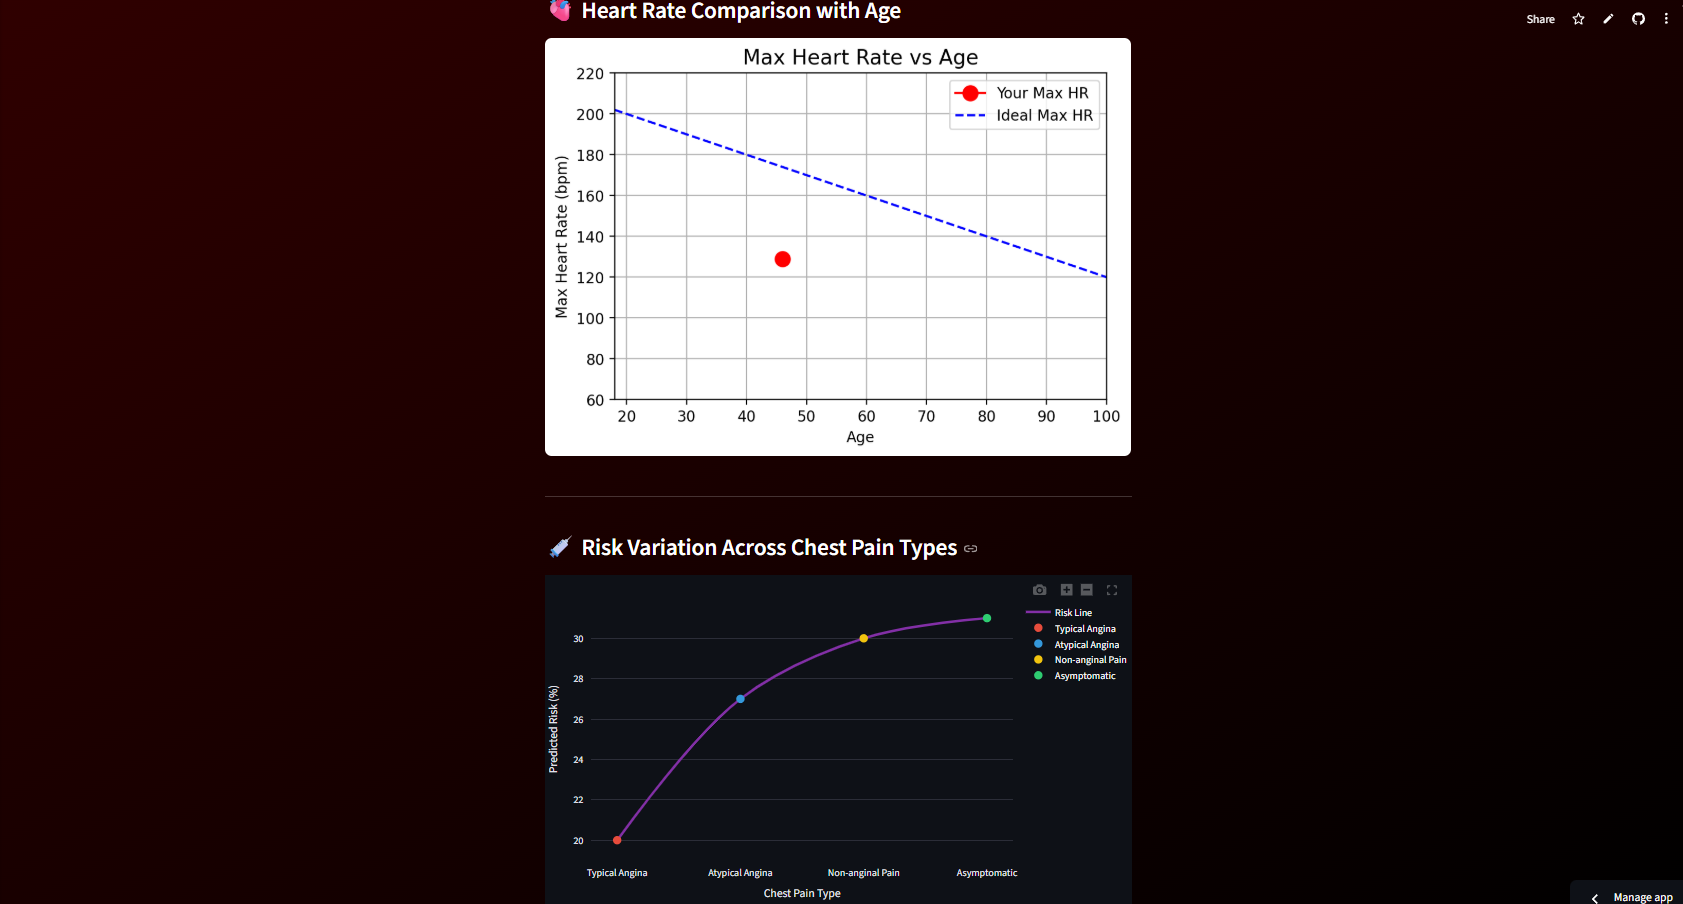 Heart Rate Comparison with Age
Share
Max Heart Rate vs Age
Your Max HR
Ideal Max HR
Max Heart Rate (bpm)
220
200
180
160
140
120
100
80
60
20 30 40 50 60 70 80 90 100
Age
Risk Variation Across Chest Pain Types
Risk Line
Typical Angina
Atypical Angina
Non-anginal Pain
Asymptomatic
Predicted Risk (%)
30
28
26
24
22
20
Typical Angina Atypical Angina Non-anginal Pain Asymptomatic
Chest Pain Type
Manage app